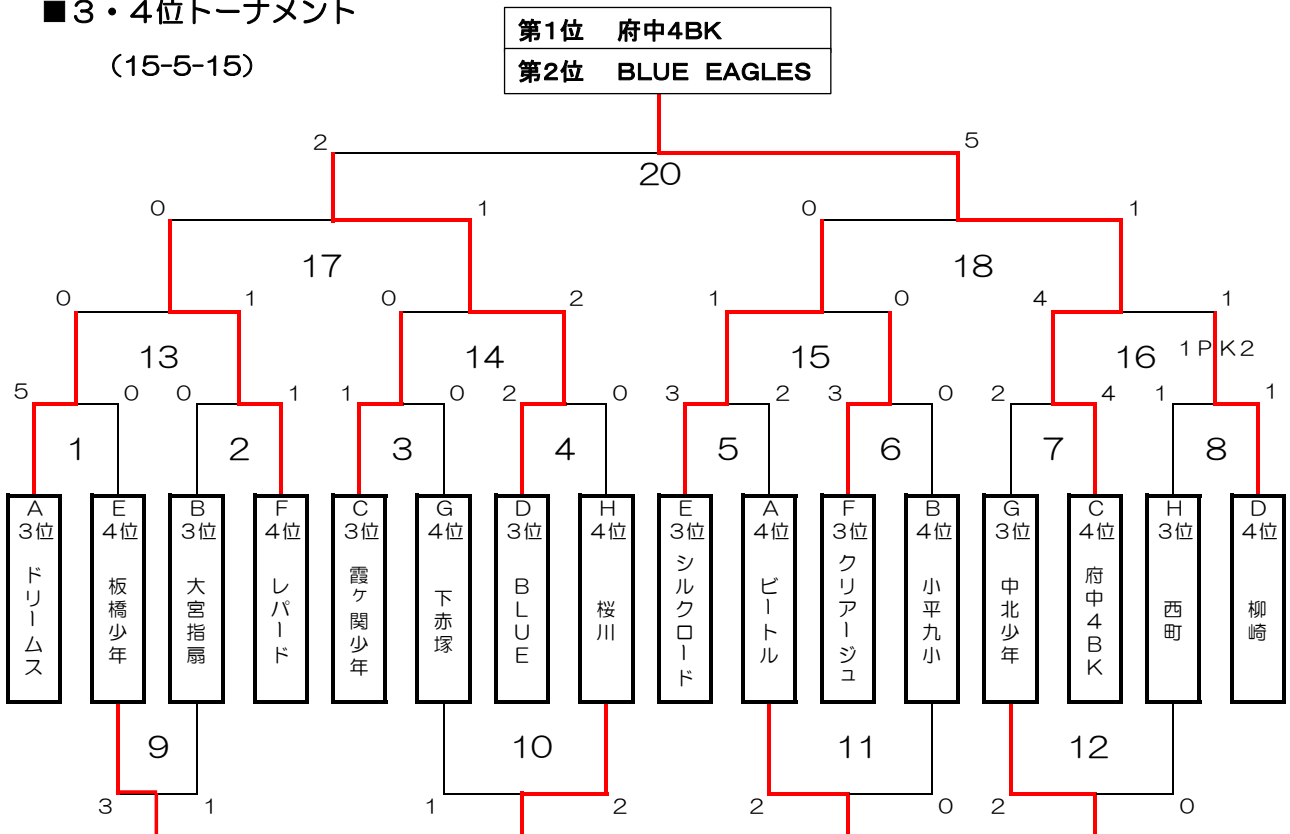 ■３・４位トーナメント
（15-5-15）
第1位　府中4BK
第2位　BLUE EAGLES
2 5
20
0 1 0 1
17 18
0 1 0 2 1 0 4 1
13 14 15 16 1PK2
5 0 0 1 1 0 2 0 3 2 3 0 2 4 1 1
1 2 3 4 5 6 7 8
A E B F C G D H E A F B G C H D
3位 4位 3位 4位 3位 4位 3位 4位 3位 4位 3位 4位 3位 4位 3位 4位
ドリームス
板橋少年
大宮指扇
レパード
霞ヶ関少年
下赤塚
BLUE
桜川
シルクロード
ビートル
クリアージュ
小平九小
中北少年
府中4BK
西町
柳崎
9 10 11 12
3 1 1 2 2 0 2 0